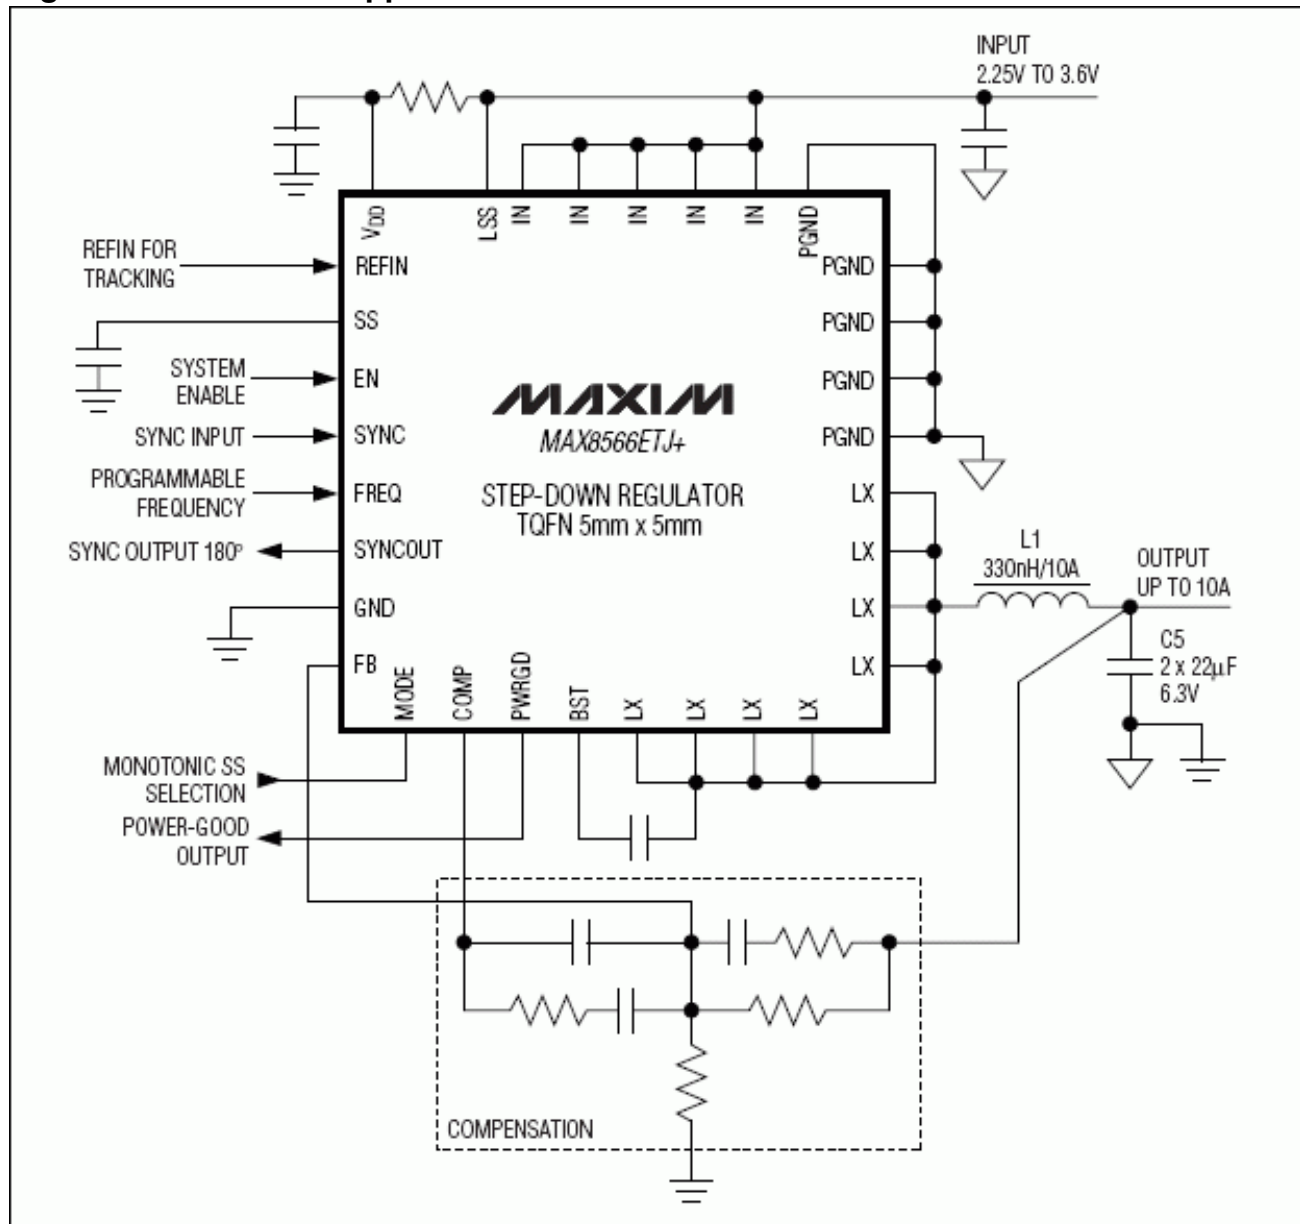 INPUT
2.25V TO 3.6V
VDD
LSS
IN
IN
IN
IN
IN
PGND
REFIN FOR
TRACKING
REFIN
PGND
SS
PGND
SYSTEM
ENABLE
EN
PGND
MAXIM
MAX8566ETJ+
SYNC INPUT
SYNC
PGND
PROGRAMMABLE
FREQUENCY
FREQ
STEP-DOWN REGULATOR
TQFN 5mm x 5mm
LX
SYNC OUTPUT 180°
SYNCOUT
LX
L1
330nH/10A
OUTPUT
UP TO 10A
GND
LX
C5
2 x 22µF
6.3V
FB
LX
MODE
COMP
PWRGD
BST
LX
LX
LX
LX
MONOTONIC SS
SELECTION
POWER-GOOD
OUTPUT
COMPENSATION